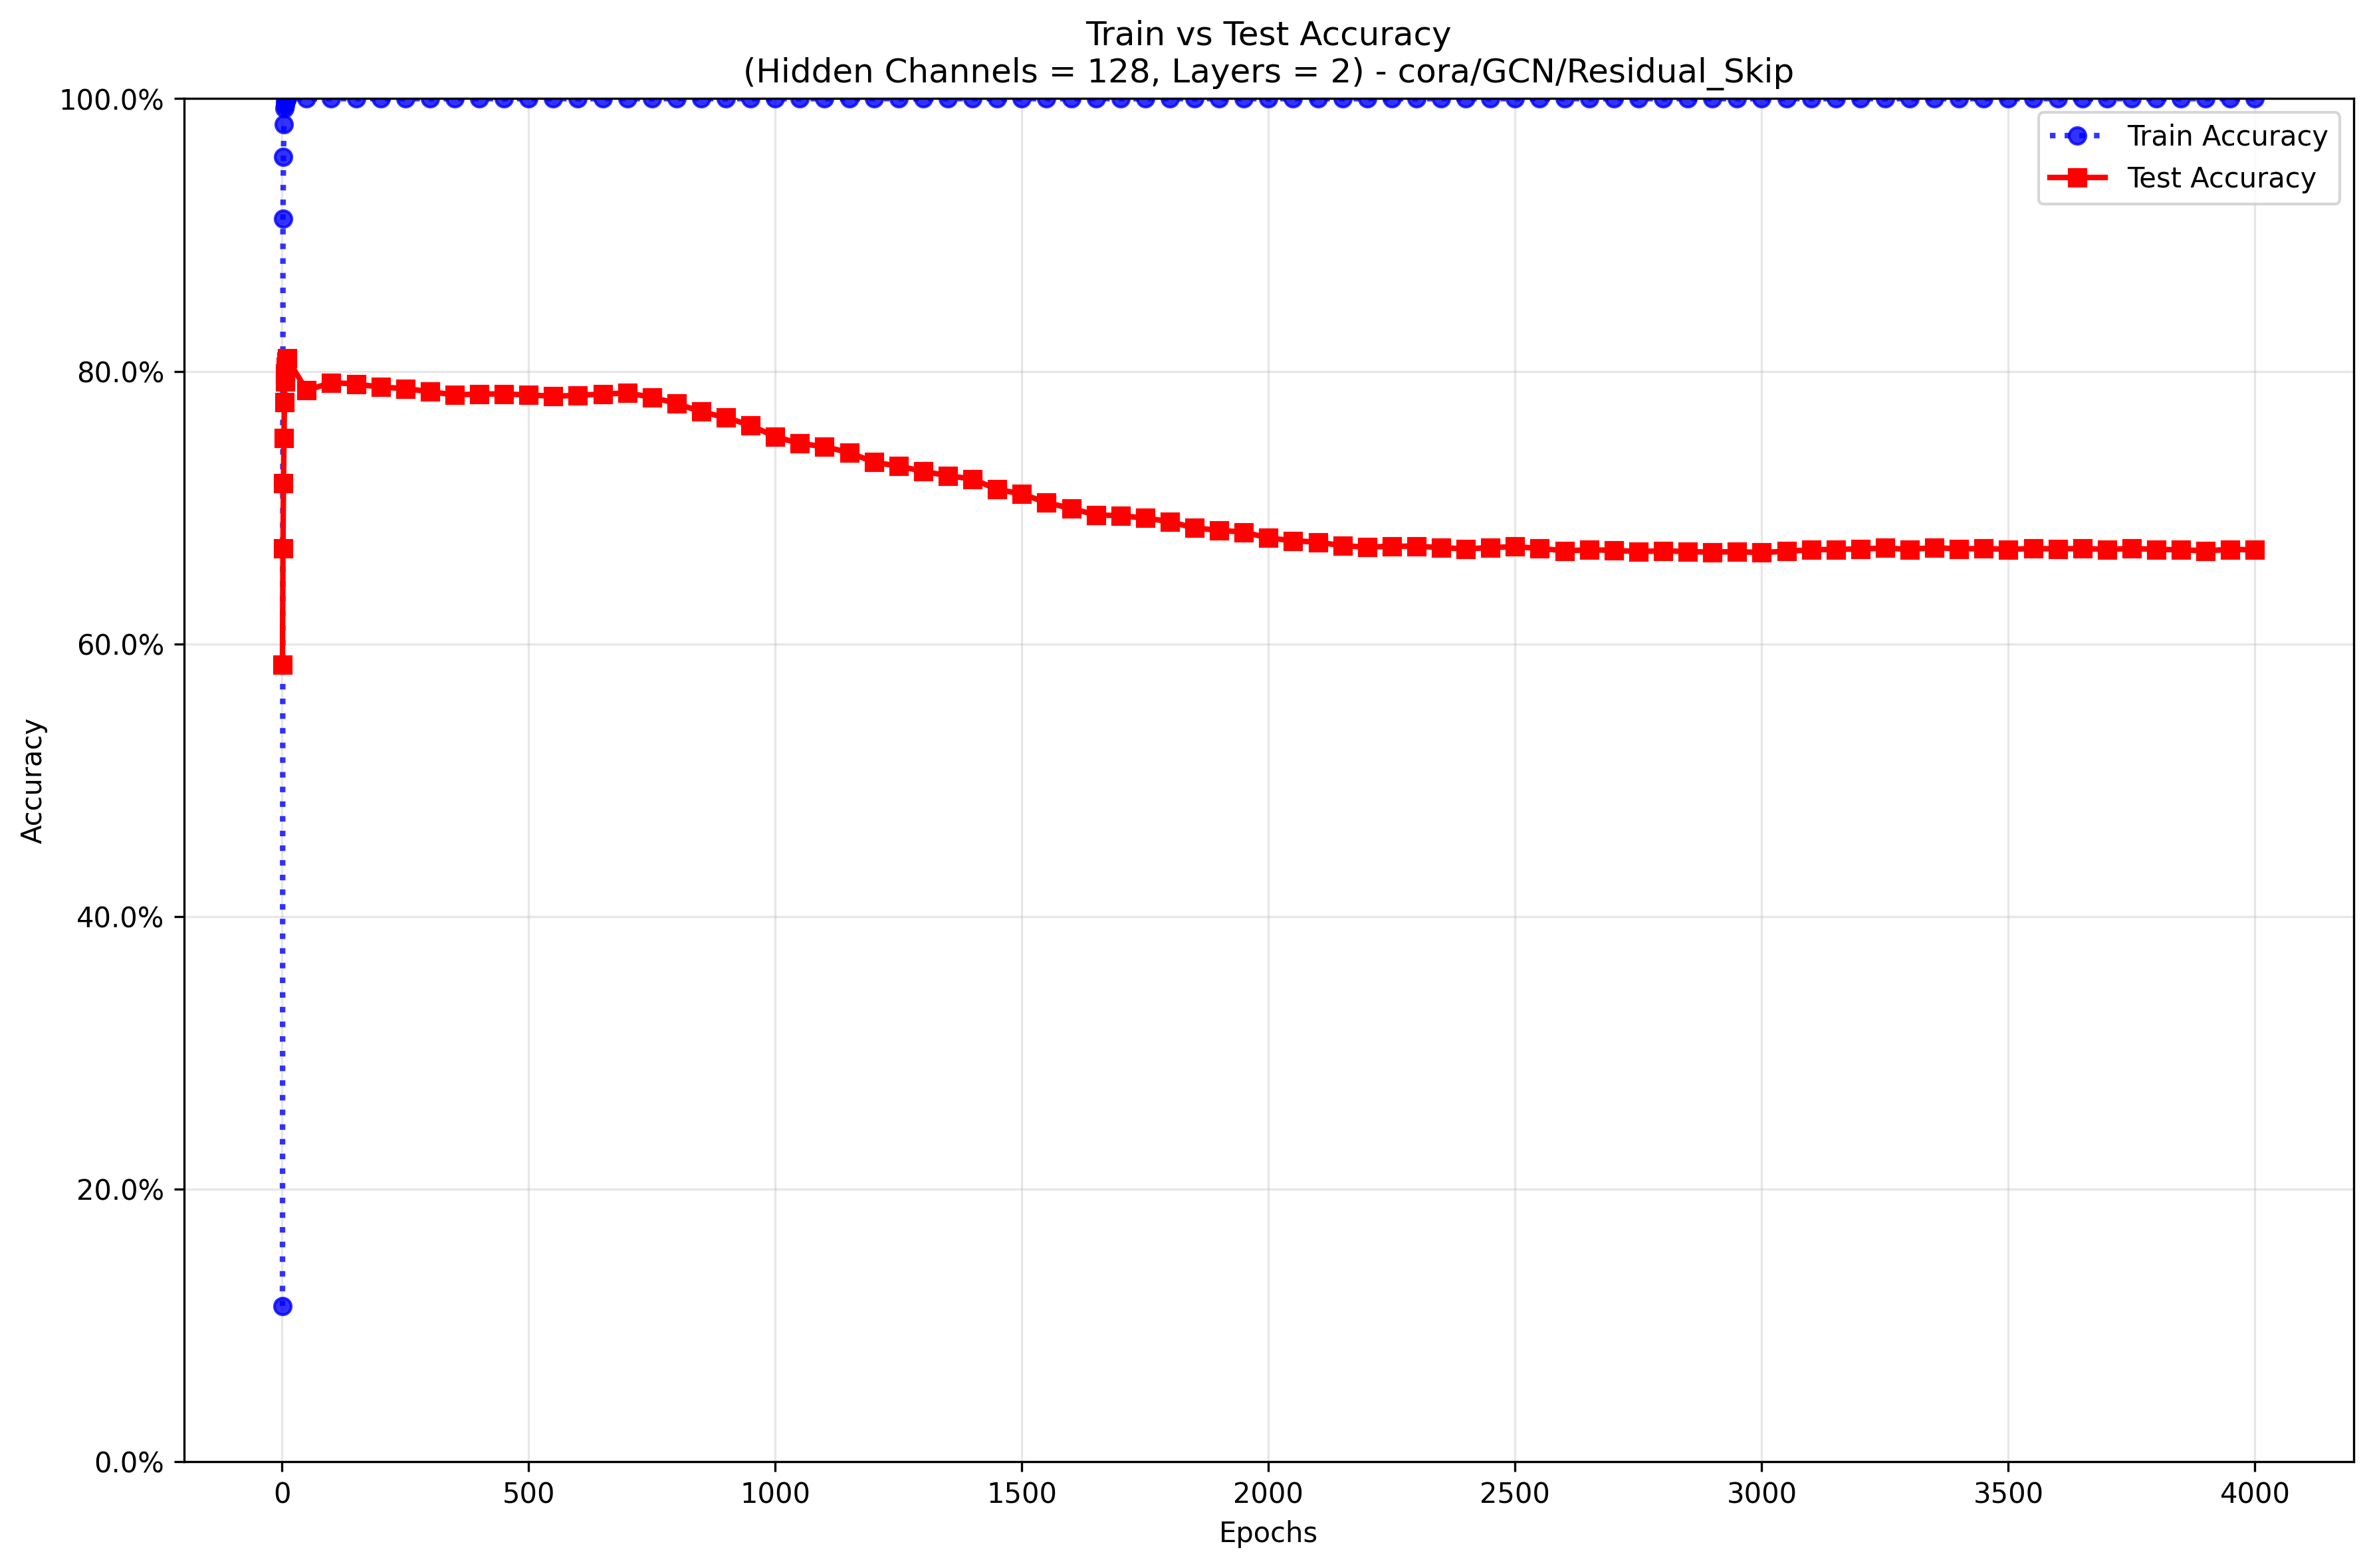 Train vs Test Accuracy
(Hidden Channels = 128, Layers = 2) - cora/GCN/Residual_Skip
100.0%
80.0%
60.0%
40.0%
20.0%
0.0%
Accuracy
Train Accuracy
Test Accuracy
0 500 1000 1500 2000 2500 3000 3500 4000
Epochs